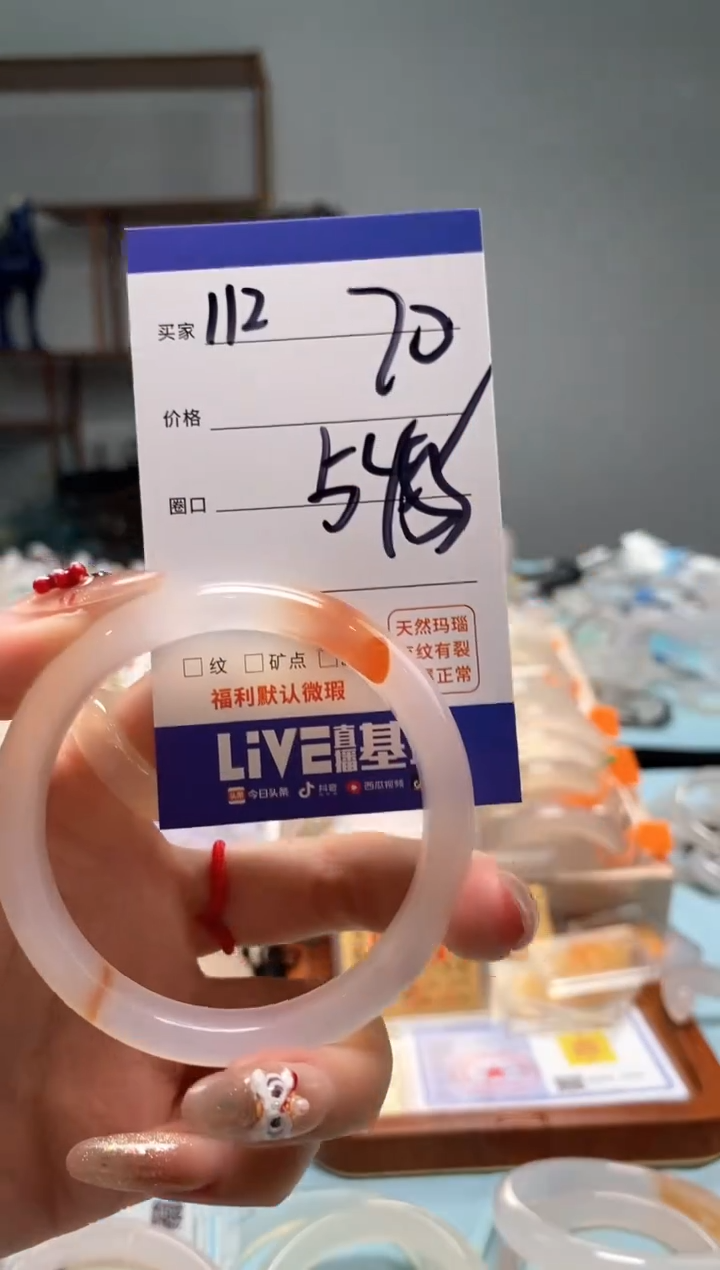 买家 112 70
价格
圈口 54
纹 矿点
天然玛瑙
纹有裂
正常
福利默认微瑕
LiVE直播基
头条 今日头条 抖音 西瓜视频